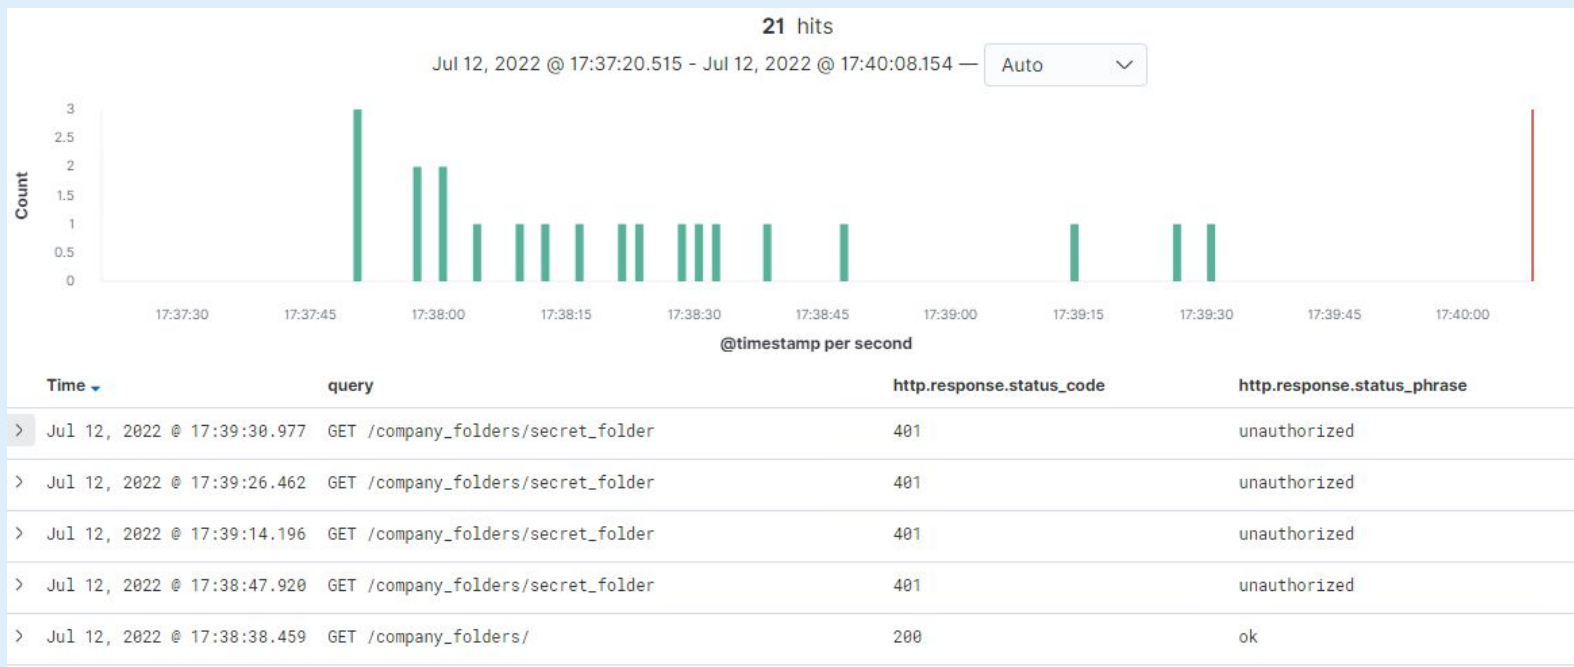 21 hits
Jul 12, 2022 @ 17:37:20.515 - Jul 12, 2022 @ 17:40:08.154 — Auto
3
2.5
2
1.5
1
0.5
0
Count
17:37:30 17:37:45 17:38:00 17:38:15 17:38:30 17:38:45 17:39:00 17:39:15 17:39:30 17:39:45 17:40:00
@timestamp per second
Time query http.response.status_code http.response.status_phrase
Jul 12, 2022 @ 17:39:30.977 GET /company_folders/secret_folder 401 unauthorized
Jul 12, 2022 @ 17:39:26.462 GET /company_folders/secret_folder 401 unauthorized
Jul 12, 2022 @ 17:39:14.196 GET /company_folders/secret_folder 401 unauthorized
Jul 12, 2022 @ 17:38:47.920 GET /company_folders/secret_folder 401 unauthorized
Jul 12, 2022 @ 17:38:38.459 GET /company_folders/ 200 ok